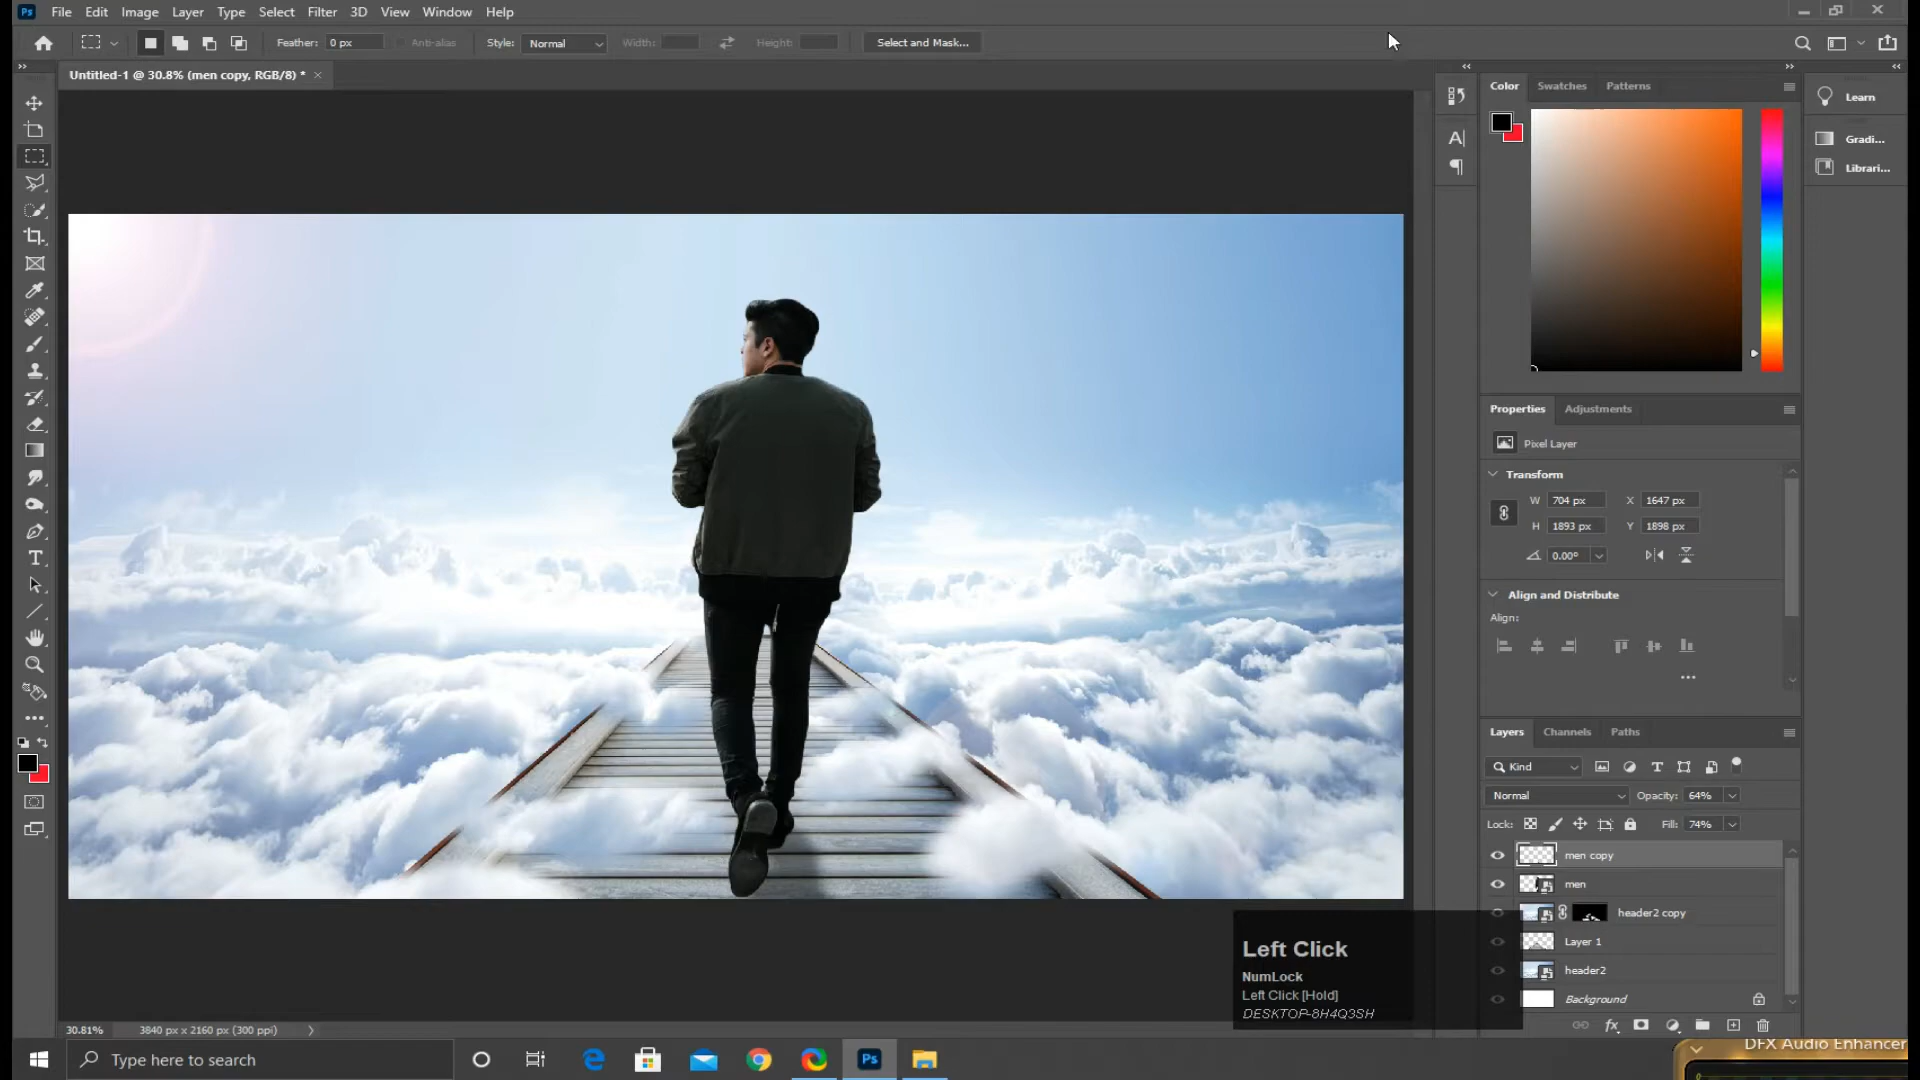 Ps File Edit Image Layer Type Select Filter 3D View Window Help
Feather: 0 px Anti-alias Style: Normal Width: Height: Select and Mask...
Untitled-1 @ 30.8% (men copy, RGB/8) * ×
Color Swatches Patterns
Learn
Gradi...
Librari...
Properties Adjustments
Pixel Layer
Transform
W 704 px X 1647 px
H 1893 px Y 1898 px
0.00°
Align and Distribute
Align:
Layers Channels Paths
Kind
Normal Opacity: 64%
Lock: Fill: 74%
men copy
men
header2 copy
Layer 1
header2
Background
Left Click
NumLock
Left Click [Hold]
DESKTOP-8H4Q3SH
30.81% 3840 px x 2160 px (300 ppi)
Type here to search
Ps
DFX Audio Enhancer